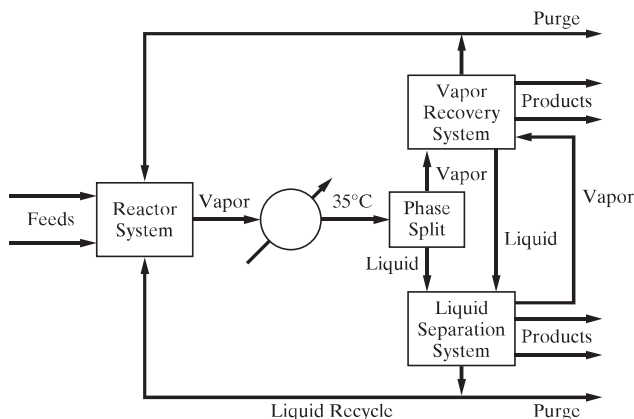 Purge
Vapor
Recovery
System
Products
Vapor
Vapor
35°C
Phase
Split
Vapor
Feeds
Reactor
System
Liquid
Liquid
Liquid
Separation
System
Products
Liquid Recycle
Purge